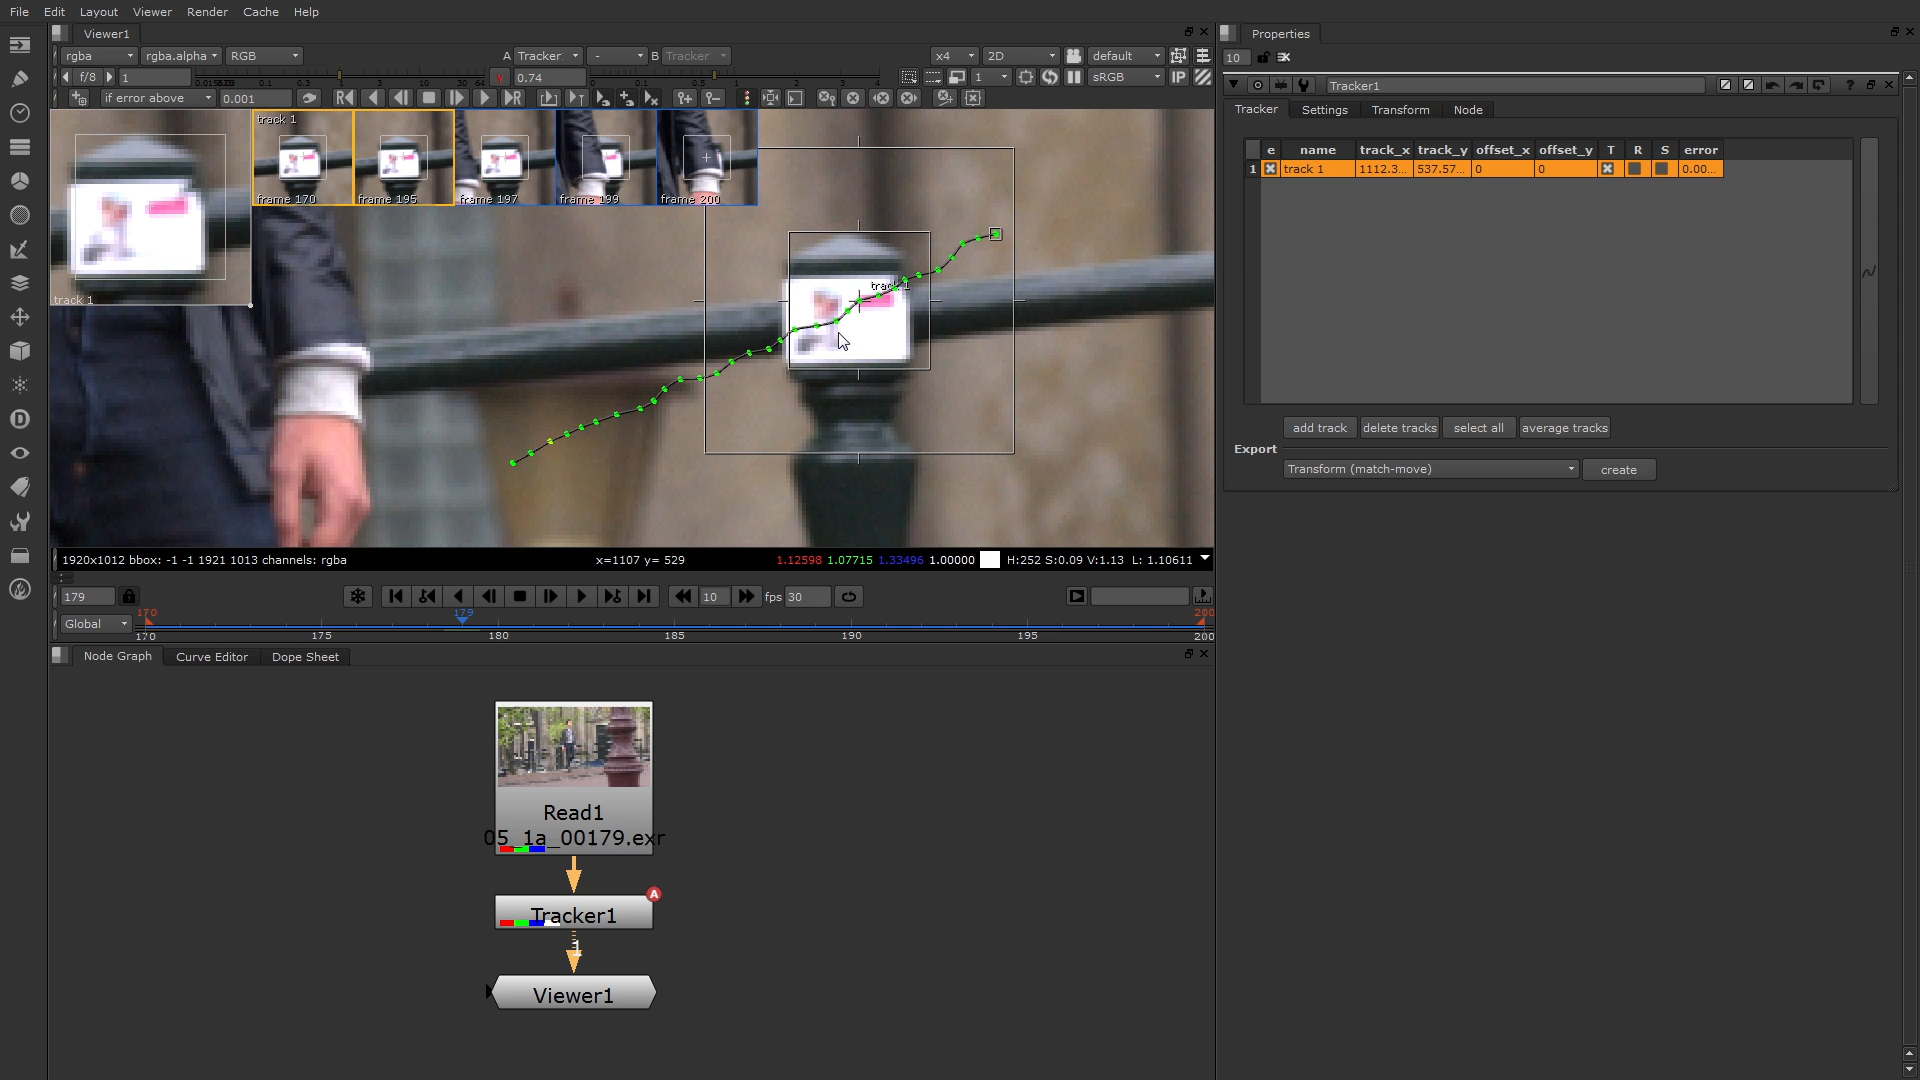 File Edit Layout Viewer Render Cache Help
Viewer1
rgba rgba.alpha RGB A Tracker - B Tracker x4 2D default
f/8 1 Y 0.74 1 sRGB IP
if error above 0.001
track 1
frame 170 frame 195 frame 197 frame 199 frame 200
track 1
track 1
1920x1012 bbox: -1 -1 1921 1013 channels: rgba x=1107 y= 529 1.12598 1.07715 1.33496 1.00000 H:252 S:0.09 V:1.13 L: 1.10611
179 10 fps 30
170 179 200
Global
170 175 180 185 190 195 200
Node Graph Curve Editor Dope Sheet
Read1
05_1a_00179.exr
Tracker1
A
1
Viewer1
Properties
10
Tracker1
Tracker Settings Transform Node
e name track_x track_y offset_x offset_y T R S error
1 track 1 1112.3... 537.57... 0 0 0.00...
add track delete tracks select all average tracks
Export
Transform (match-move) create